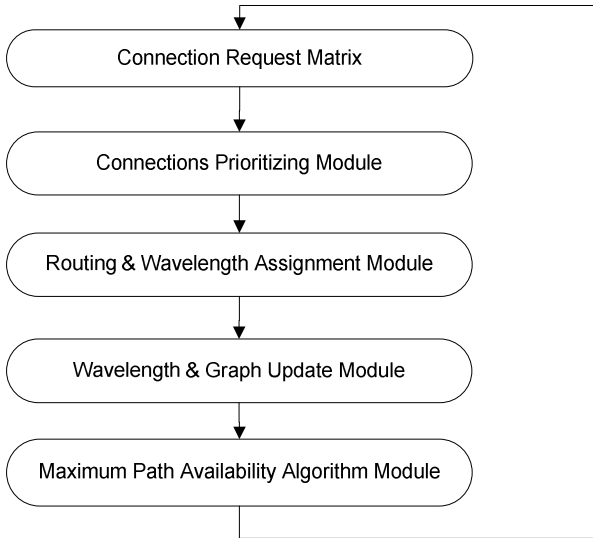 Connection Request Matrix
Connections Prioritizing Module
Routing & Wavelength Assignment Module
Wavelength & Graph Update Module
Maximum Path Availability Algorithm Module